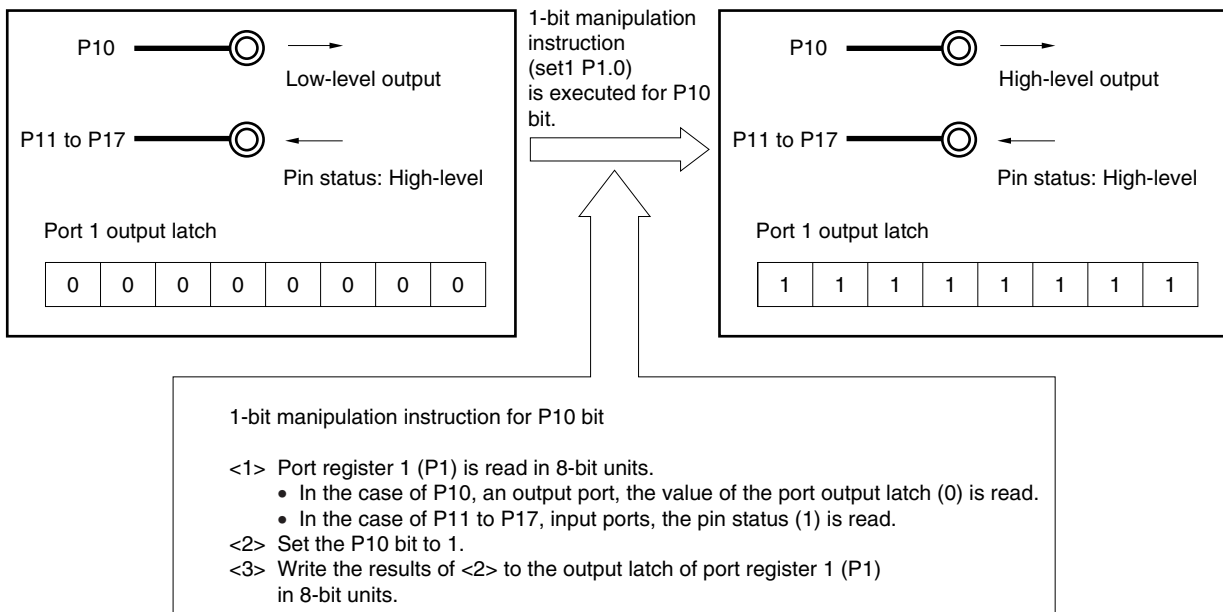 P10
Low-level output
P11 to P17
Pin status: High-level
Port 1 output latch
0 0 0 0 0 0 0 0
1-bit manipulation
instruction
(set1 P1.0)
is executed for P10
bit.
P10
High-level output
P11 to P17
Pin status: High-level
Port 1 output latch
1 1 1 1 1 1 1 1
1-bit manipulation instruction for P10 bit
<1> Port register 1 (P1) is read in 8-bit units.
• In the case of P10, an output port, the value of the port output latch (0) is read.
• In the case of P11 to P17, input ports, the pin status (1) is read.
<2> Set the P10 bit to 1.
<3> Write the results of <2> to the output latch of port register 1 (P1)
in 8-bit units.